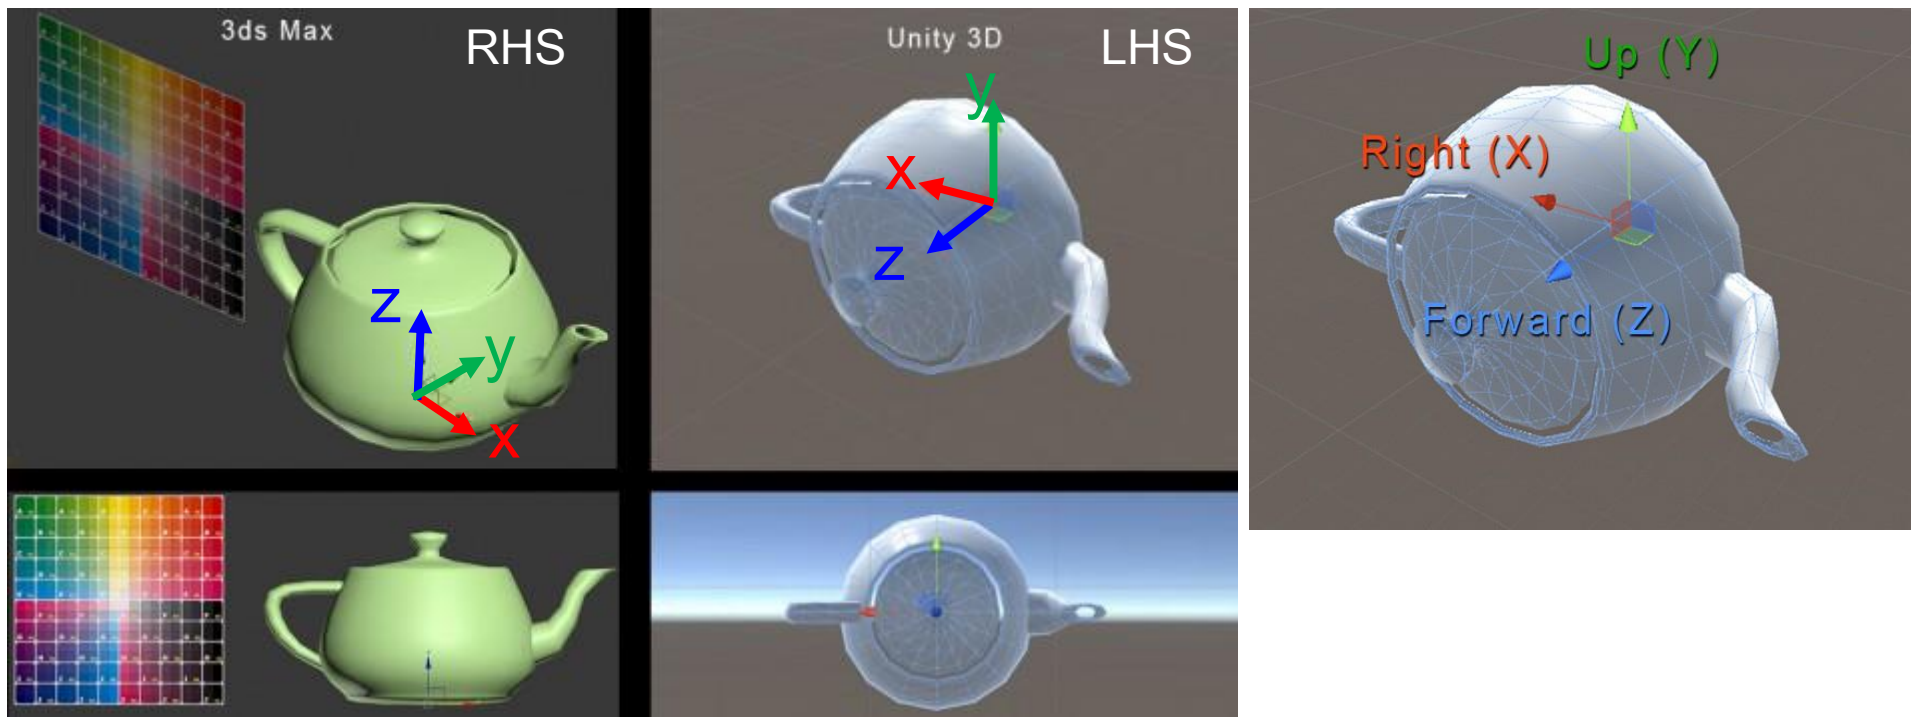 3ds Max
RHS
z
y
x
Unity 3D
LHS
y
x
z
Up (Y)
Right (X)
Forward (Z)